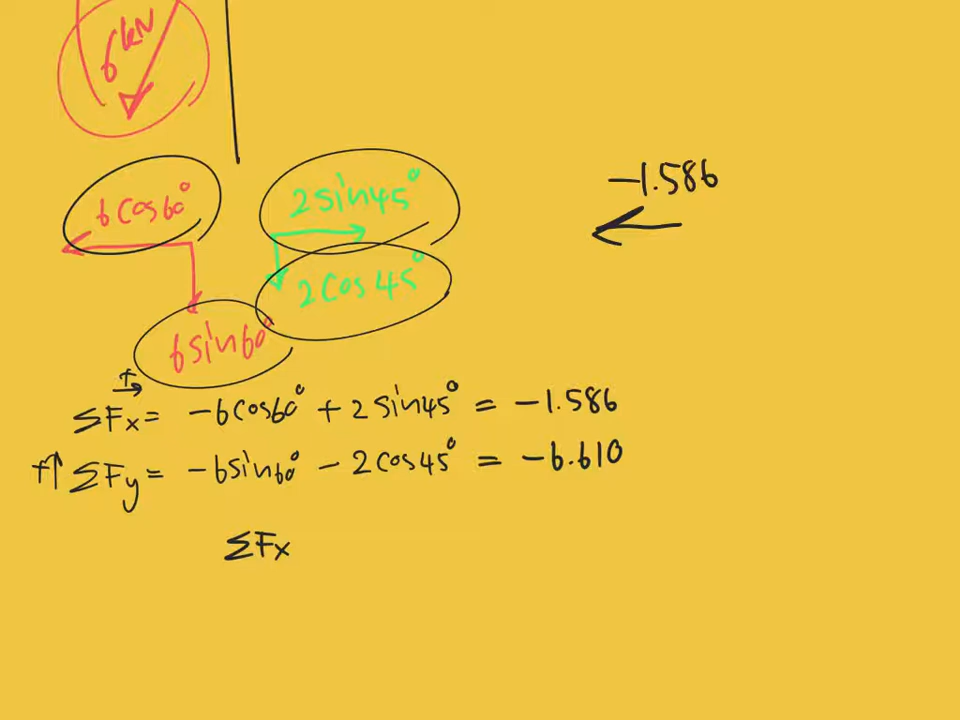 6kN
6cos60°
2sin45°
-1.586
2cos45°
6sin60°
+
ΣFx = -6cos60° + 2sin45° = -1.586
+↑ ΣFy = -6sin60° - 2cos45° = -6.610
ΣFx